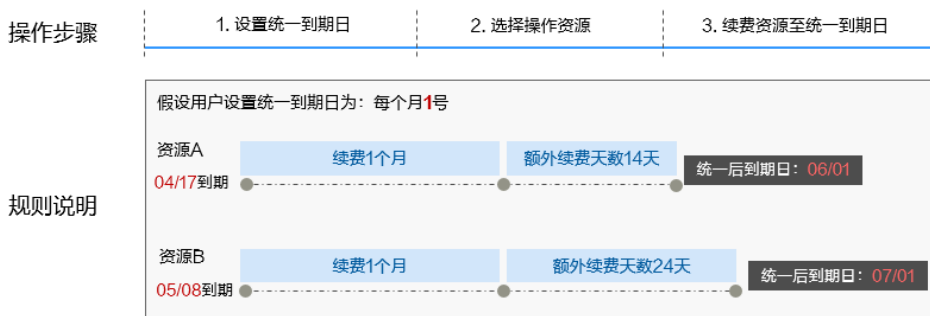 操作步骤
1. 设置统一到期日
2. 选择操作资源
3. 续费资源至统一到期日
规则说明
假设用户设置统一到期日为：每个月1号
资源A
04/17到期
续费1个月
额外续费天数14天
统一后到期日：06/01
资源B
05/08到期
续费1个月
额外续费天数24天
统一后到期日：07/01